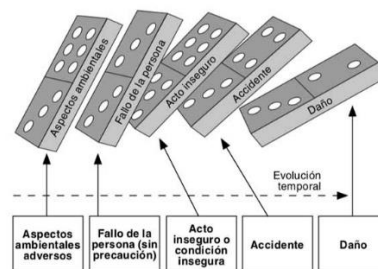 Aspectos ambientales
Fallo de la persona
Acto inseguro
Accidente
Daño
Evolución
temporal
Aspectos
ambientales
adversos
Fallo de la
persona (sin
precaución)
Acto
inseguro o
condición
insegura
Accidente
Daño